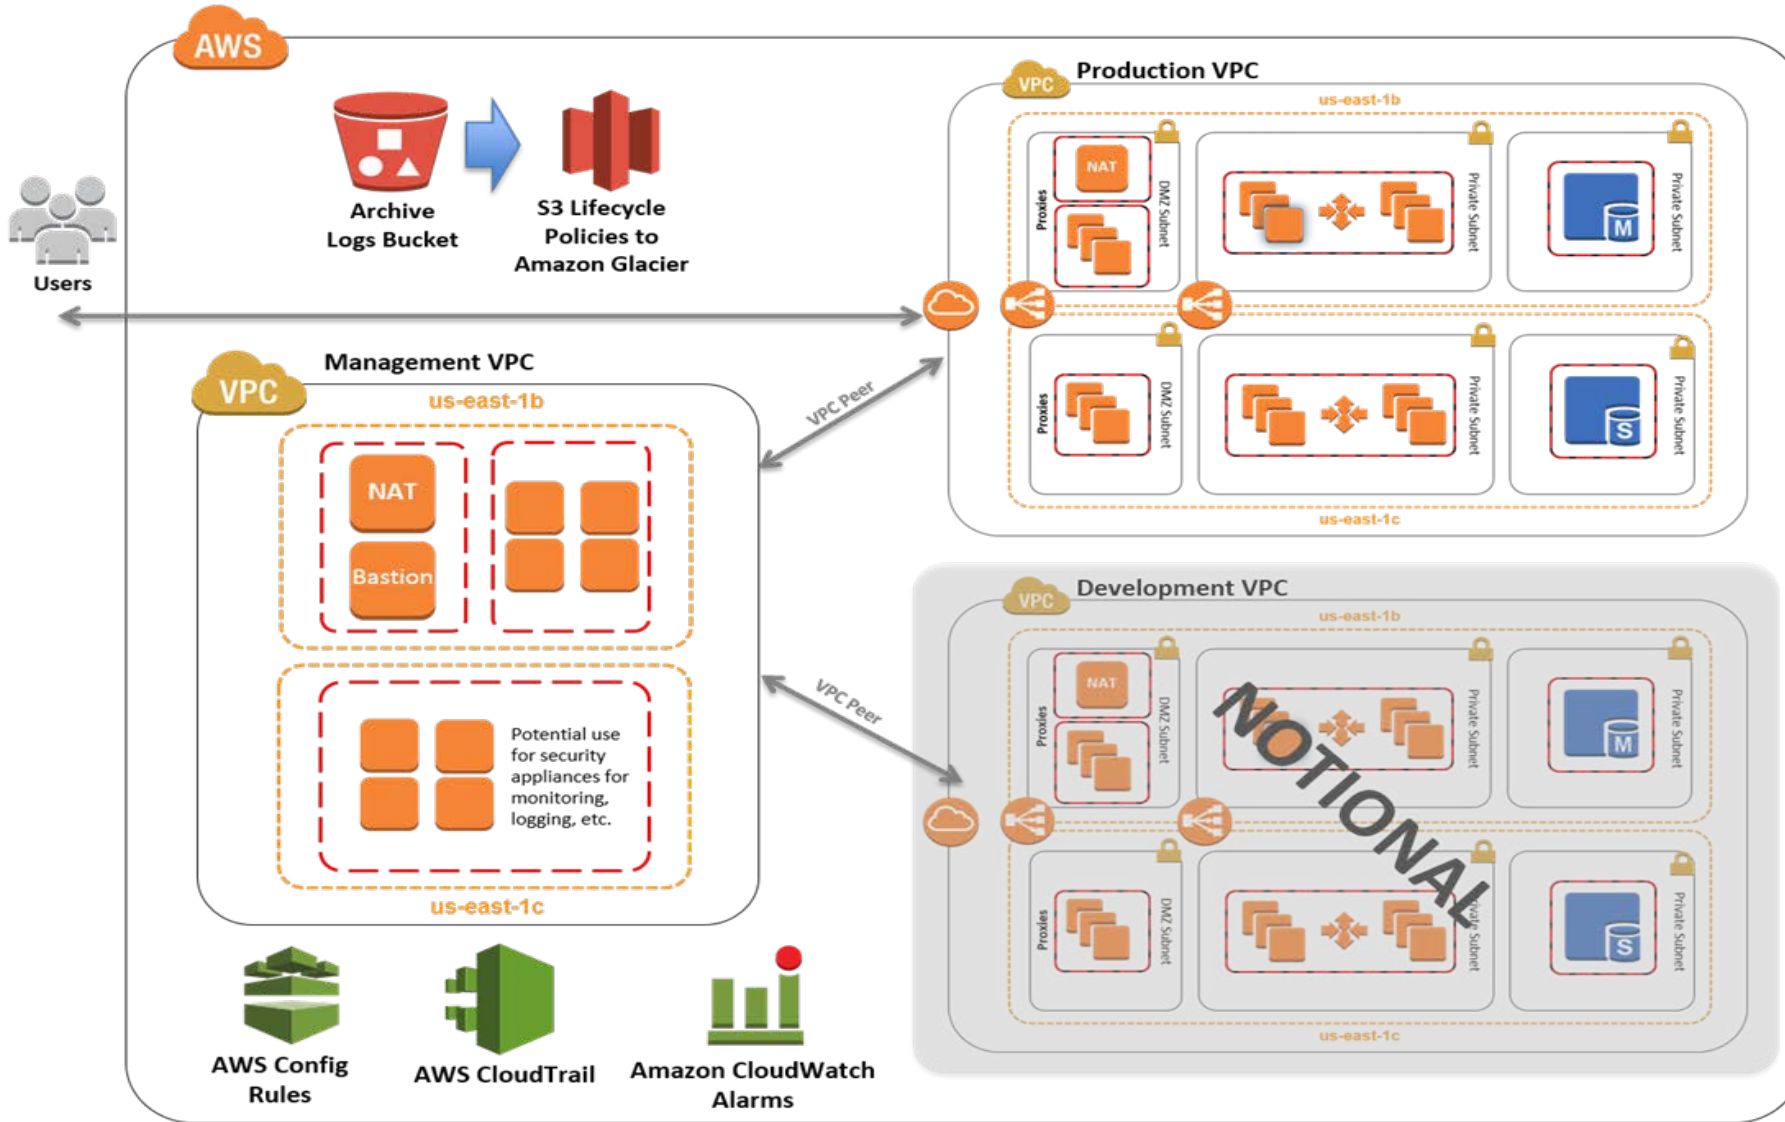 AWS
Archive
Logs Bucket
S3 Lifecycle
Policies to
Amazon Glacier
Users
VPC
Production VPC
us-east-1b
Proxies
NAT
DMZ Subnet
Private Subnet
M
Private Subnet
Proxies
DMZ Subnet
Private Subnet
S
Private Subnet
us-east-1c
VPC Peer
VPC
Management VPC
us-east-1b
NAT
Bastion
Potential use
for security
appliances for
monitoring,
logging, etc.
us-east-1c
VPC Peer
VPC
Development VPC
us-east-1b
Proxies
NAT
DMZ Subnet
Private Subnet
M
Private Subnet
NOTIONAL
Proxies
DMZ Subnet
Private Subnet
S
Private Subnet
us-east-1c
AWS Config
Rules
AWS CloudTrail
Amazon CloudWatch
Alarms